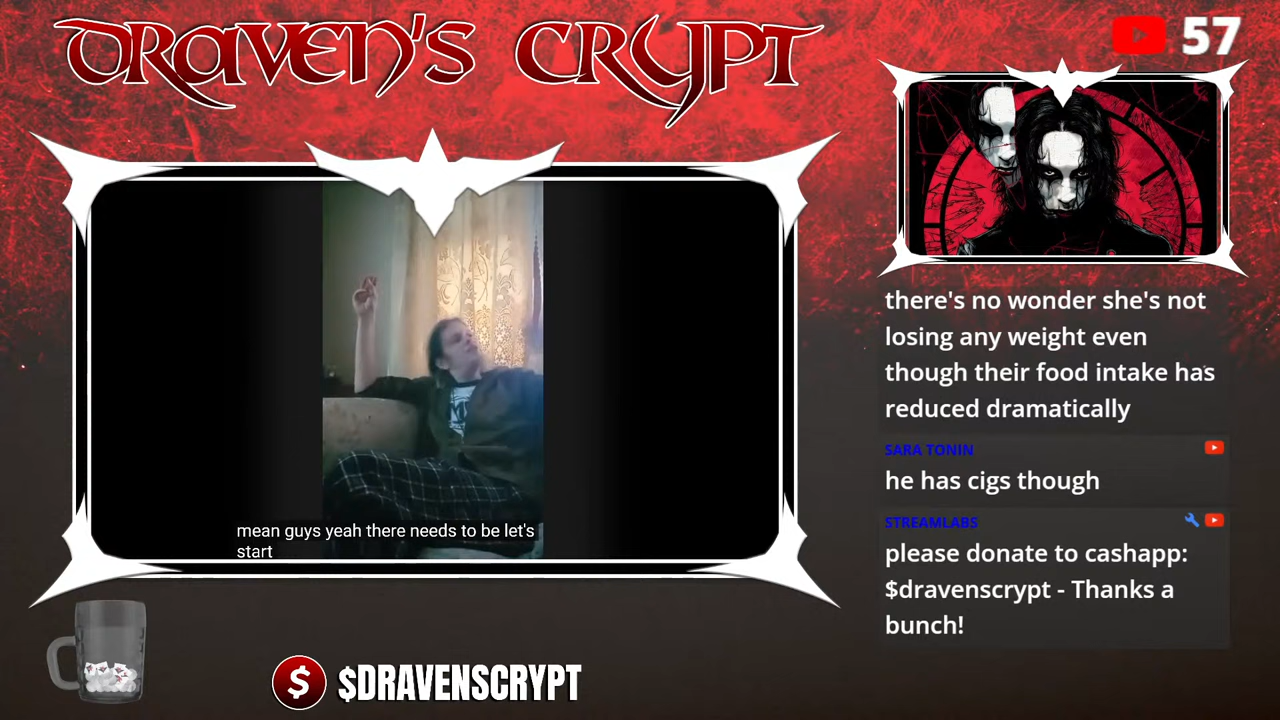 DRAVEN'S CRYPT
57
there's no wonder she's not
losing any weight even
though their food intake has
reduced dramatically
SARA TONIN
he has cigs though
STREAMLABS
please donate to cashapp:
$dravenscrypt - Thanks a
bunch!
mean guys yeah there needs to be let's
start
$ $DRAVENSCRYPT